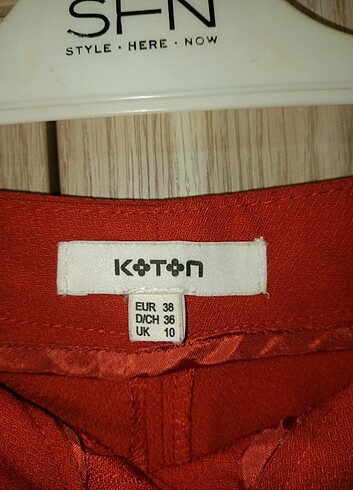 SFN
STYLE · HERE · NOW
KOTON
EUR 38
D/CH 36
UK 10